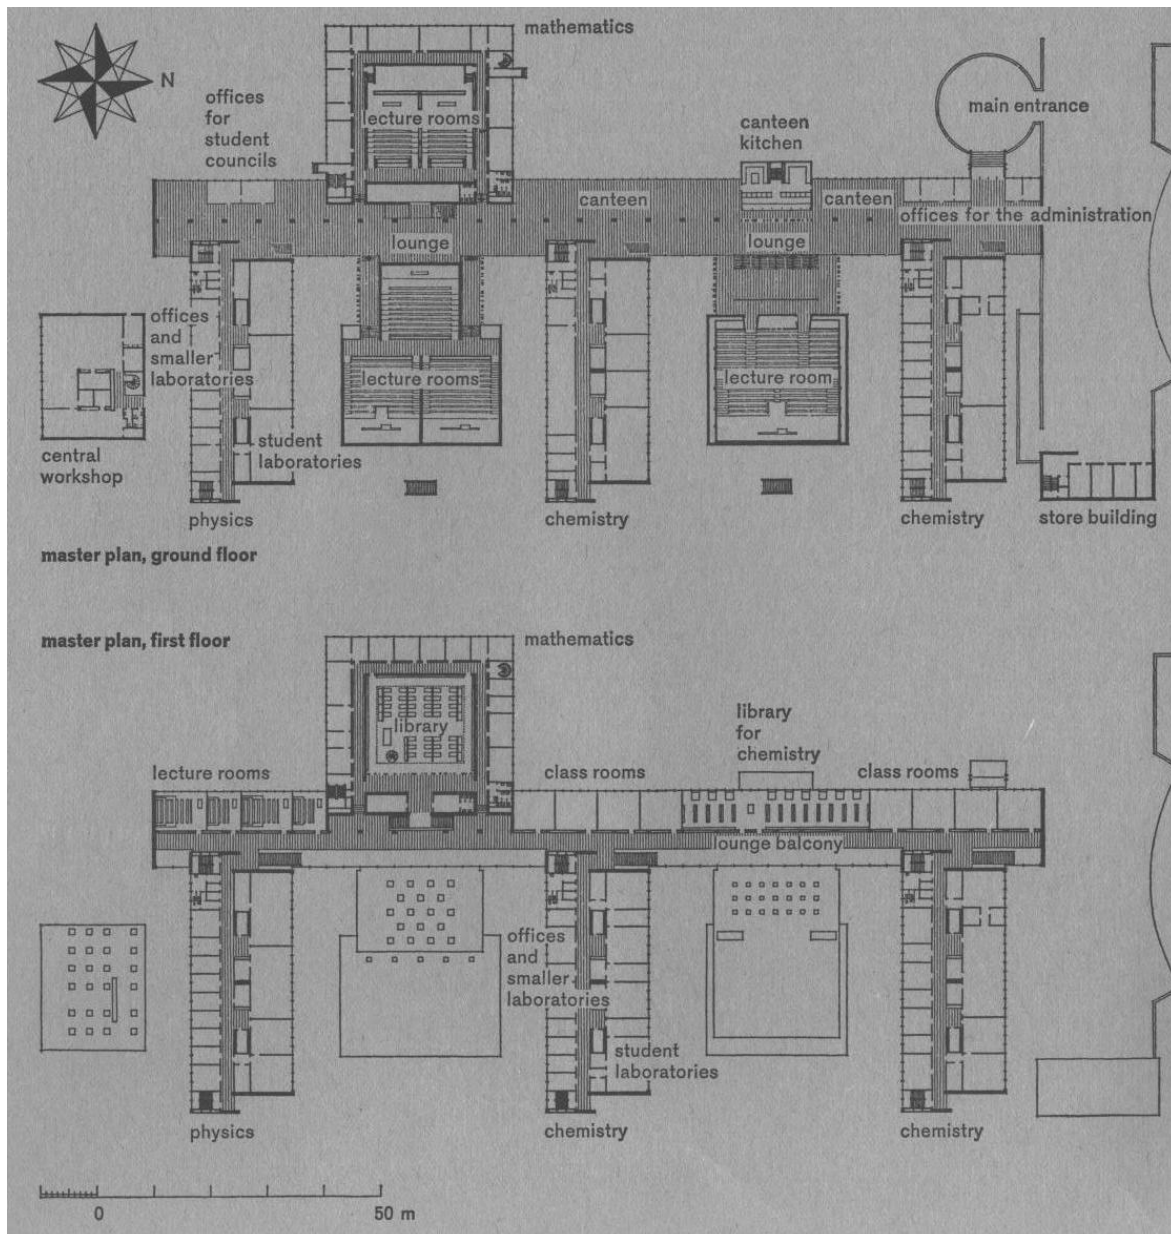 mathematics
N
offices
for
student
councils
lecture rooms
canteen
kitchen
main entrance
canteen
canteen
offices for the administration
lounge
lounge
offices
and
smaller
laboratories
lecture rooms
lecture room
student
laboratories
central
workshop
physics
chemistry
chemistry
store building
master plan, ground floor
master plan, first floor
mathematics
library
library
for
chemistry
lecture rooms
class rooms
class rooms
lounge balcony
offices
and
smaller
laboratories
student
laboratories
physics
chemistry
chemistry
0
50 m